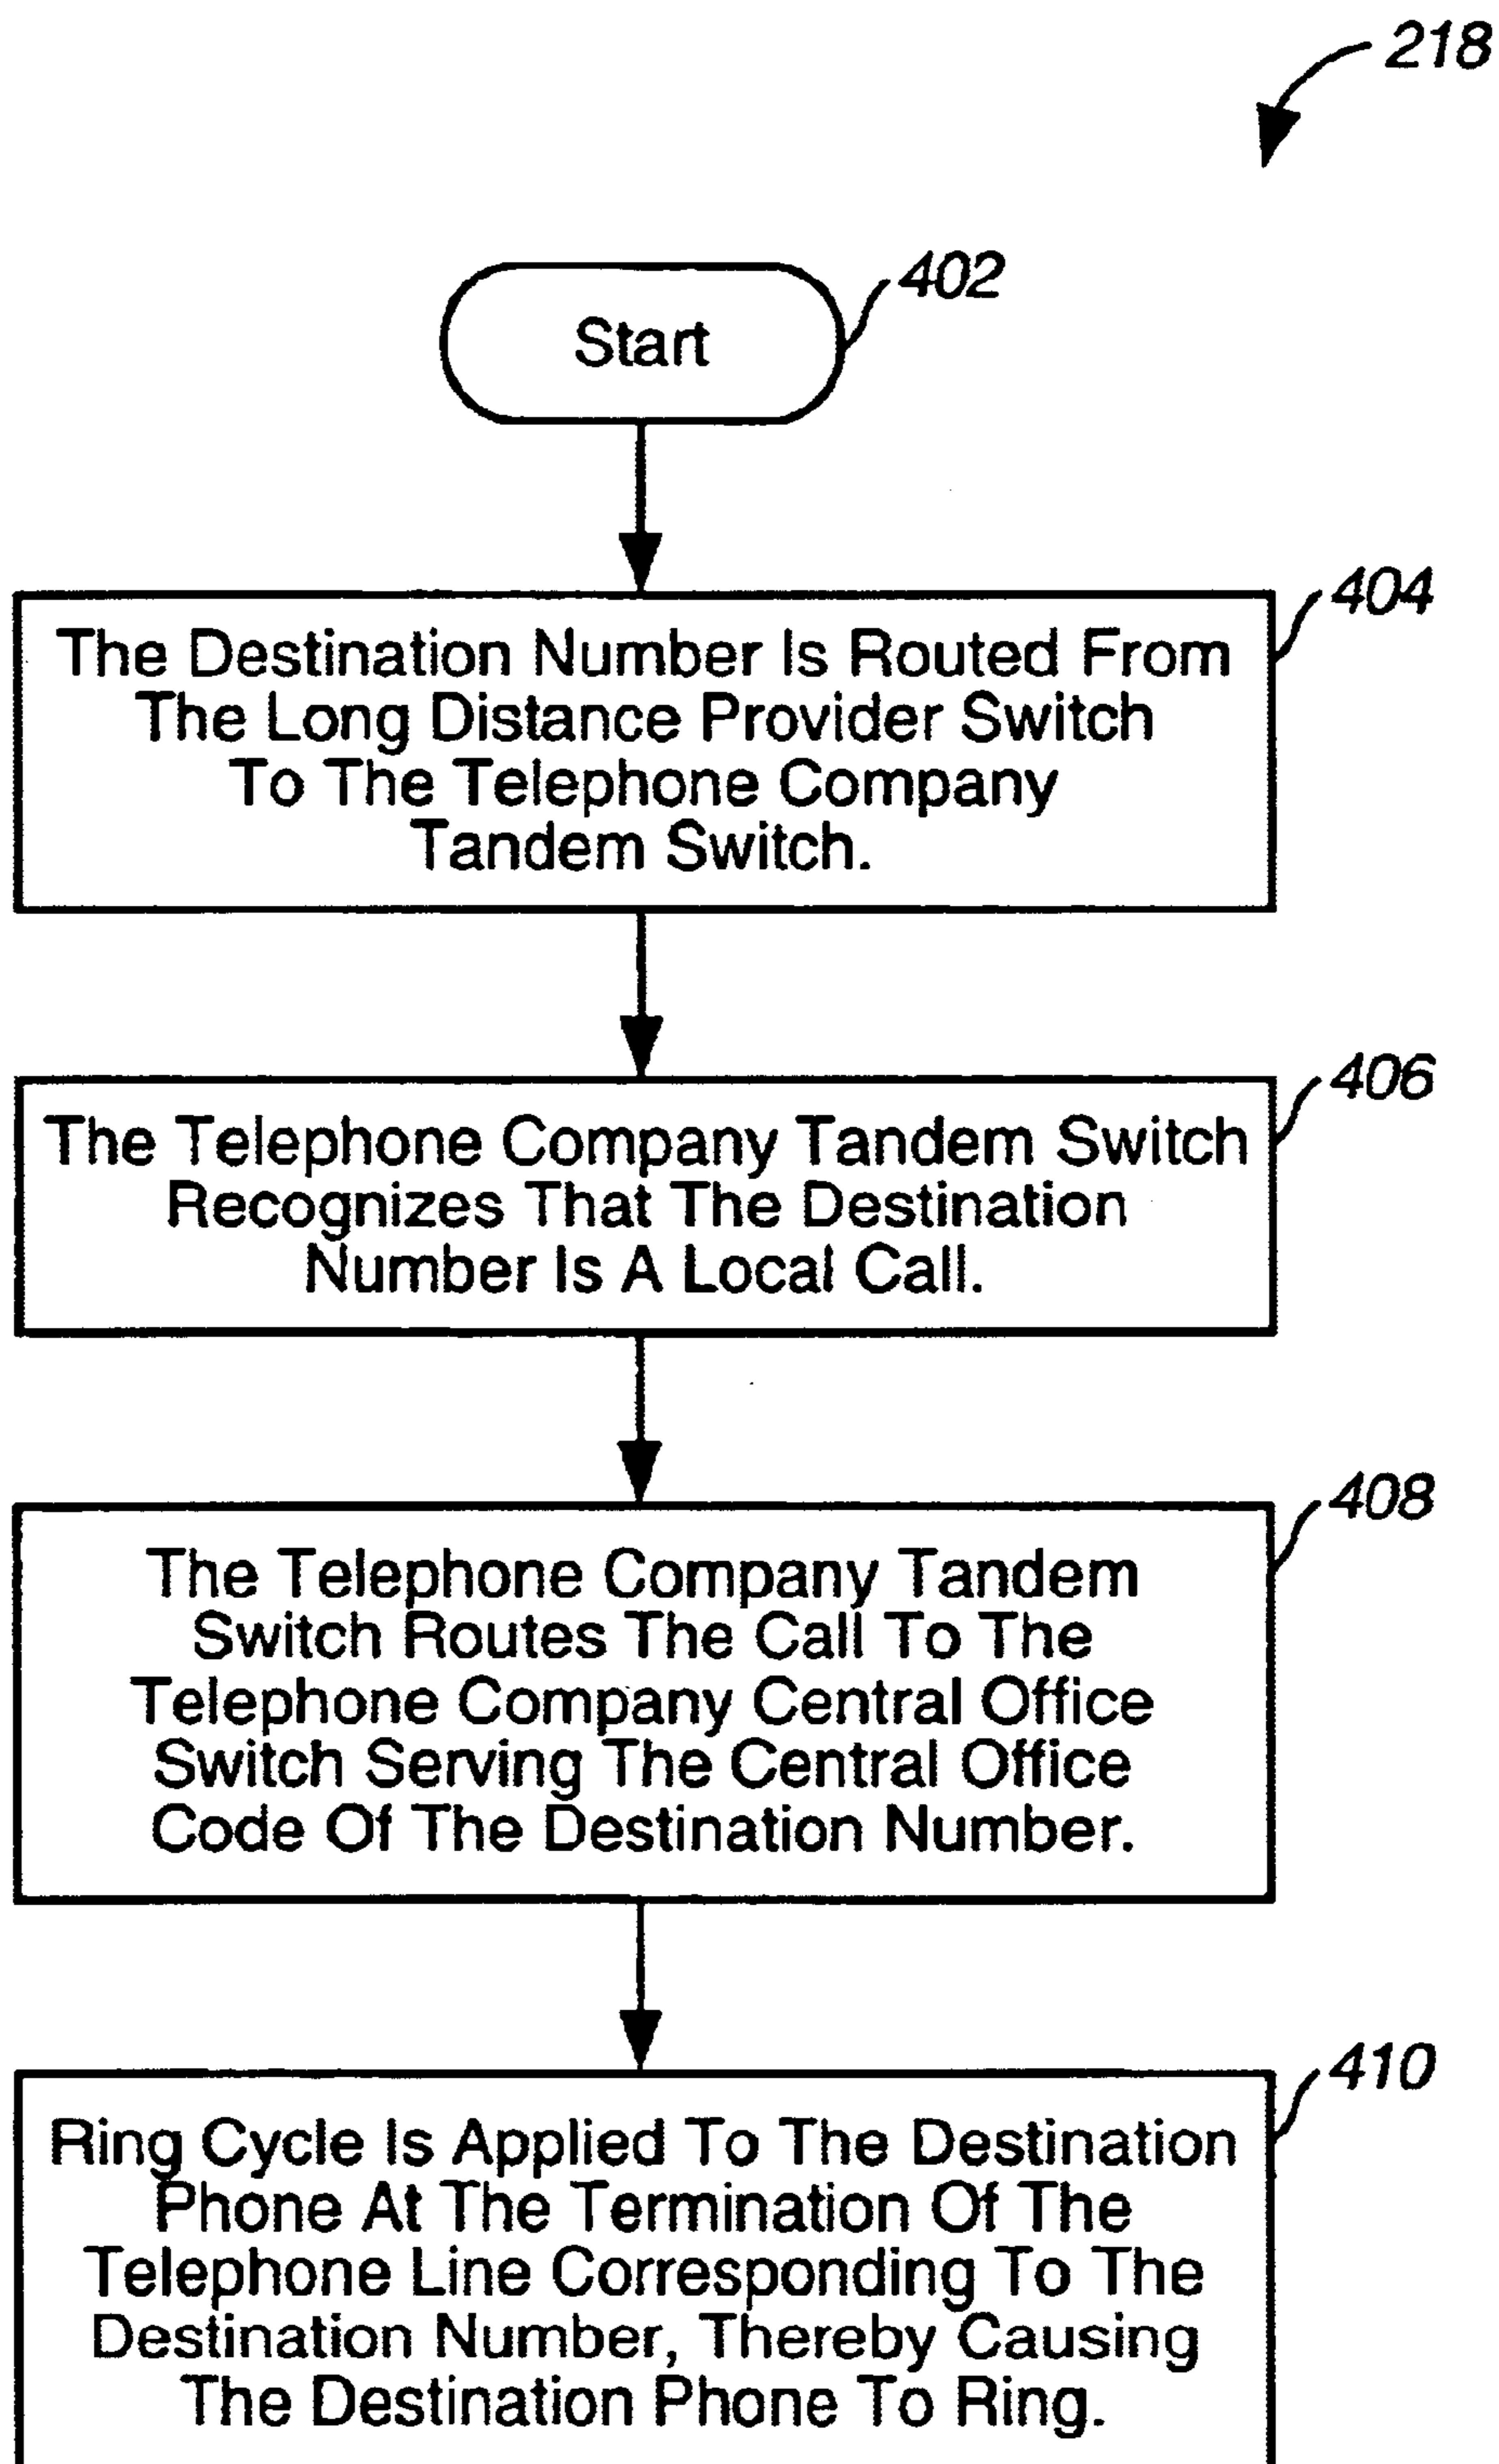 218
402
Start
404
The Destination Number Is Routed From
The Long Distance Provider Switch
To The Telephone Company
Tandem Switch.
406
The Telephone Company Tandem Switch
Recognizes That The Destination
Number Is A Local Call.
408
The Telephone Company Tandem
Switch Routes The Call To The
Telephone Company Central Office
Switch Serving The Central Office
Code Of The Destination Number.
410
Ring Cycle Is Applied To The Destination
Phone At The Termination Of The
Telephone Line Corresponding To The
Destination Number, Thereby Causing
The Destination Phone To Ring.